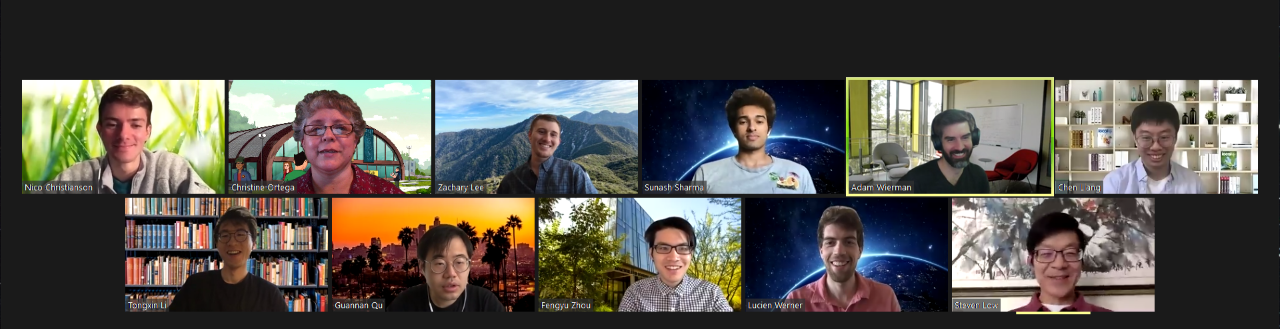 Nico Christianson
Christine Ortega
Zachary Lee
Sunash Sharma
Adam Wierman
Chen Liang
Tongxin Li
Guannan Qu
Fengyu Zhou
Lucien Werner
Steven Low